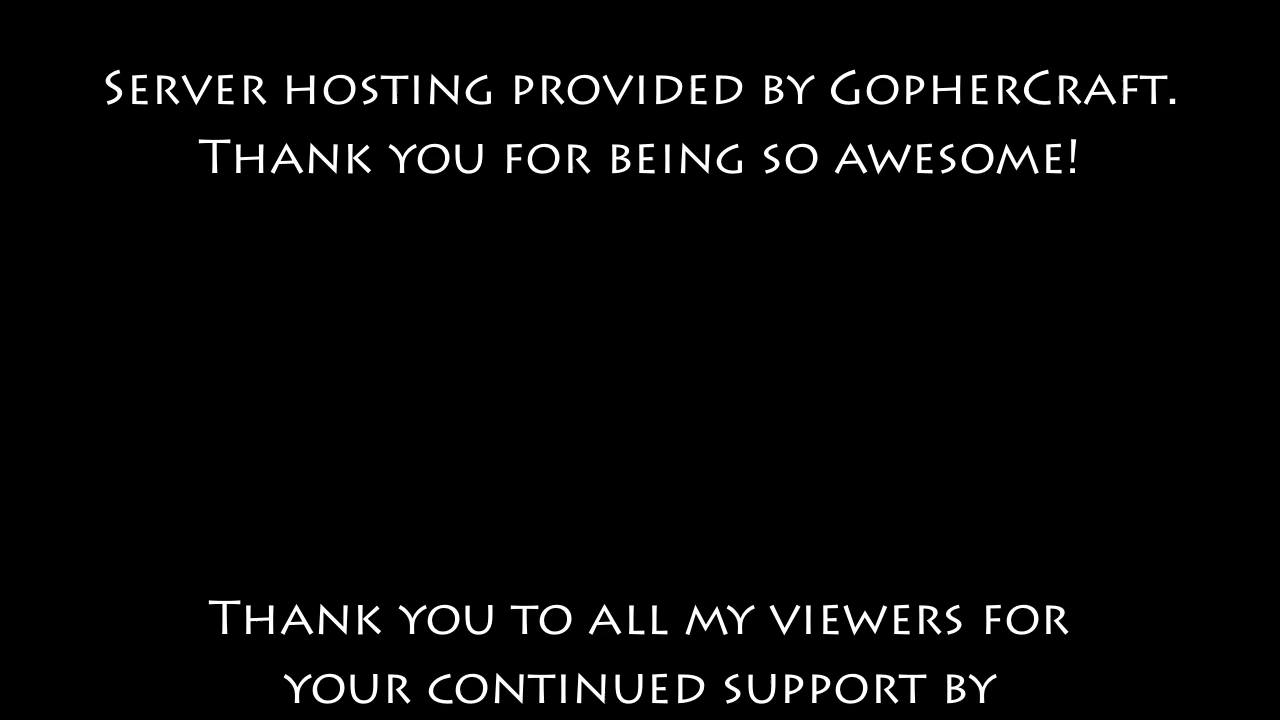 Server hosting provided by GopherCraft.
Thank you for being so awesome!
Thank you to all my viewers for
your continued support by